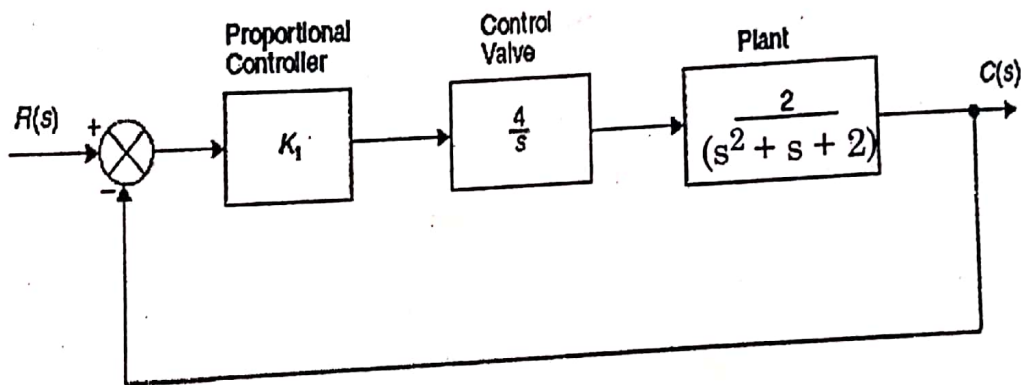 Proportional
Controller
Control
Valve
Plant
R(s)
+
−
K₁
4
s
2
(s² + s + 2)
C(s)